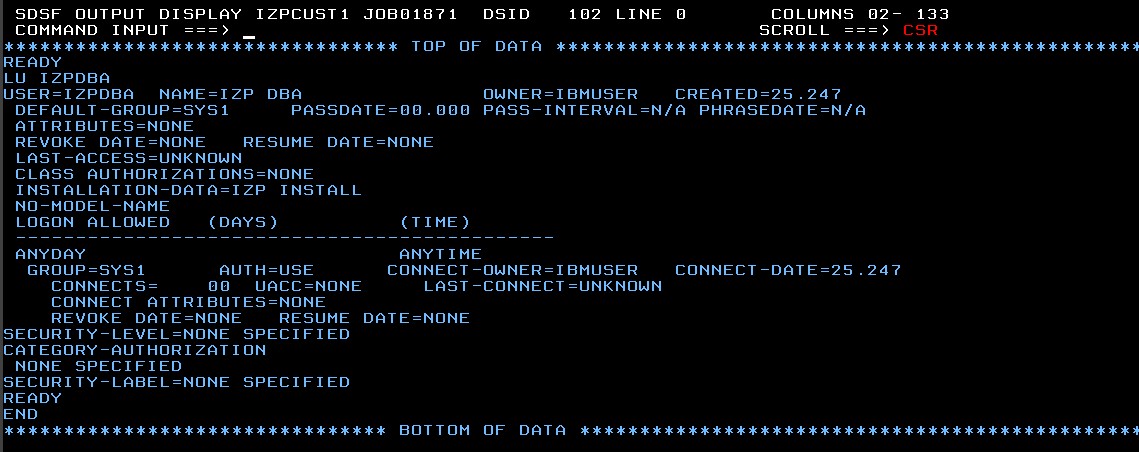 SDSF OUTPUT DISPLAY IZPCUST1 JOB01871  DSID   102 LINE 0       COLUMNS 02- 133
COMMAND INPUT ===> _                                           SCROLL ===> CSR
******************************** TOP OF DATA ************************************************
READY
LU IZPDBA
USER=IZPDBA  NAME=IZP DBA               OWNER=IBMUSER   CREATED=25.247
 DEFAULT-GROUP=SYS1     PASSDATE=00.000 PASS-INTERVAL=N/A PHRASEDATE=N/A
 ATTRIBUTES=NONE
 REVOKE DATE=NONE   RESUME DATE=NONE
 LAST-ACCESS=UNKNOWN
 CLASS AUTHORIZATIONS=NONE
 INSTALLATION-DATA=IZP INSTALL
 NO-MODEL-NAME
 LOGON ALLOWED   (DAYS)          (TIME)
 ---------------------------------------------
 ANYDAY                          ANYTIME
  GROUP=SYS1      AUTH=USE      CONNECT-OWNER=IBMUSER   CONNECT-DATE=25.247
    CONNECTS=    00  UACC=NONE     LAST-CONNECT=UNKNOWN
    CONNECT ATTRIBUTES=NONE
    REVOKE DATE=NONE   RESUME DATE=NONE
SECURITY-LEVEL=NONE SPECIFIED
CATEGORY-AUTHORIZATION
 NONE SPECIFIED
SECURITY-LABEL=NONE SPECIFIED
READY
END
******************************* BOTTOM OF DATA **********************************************